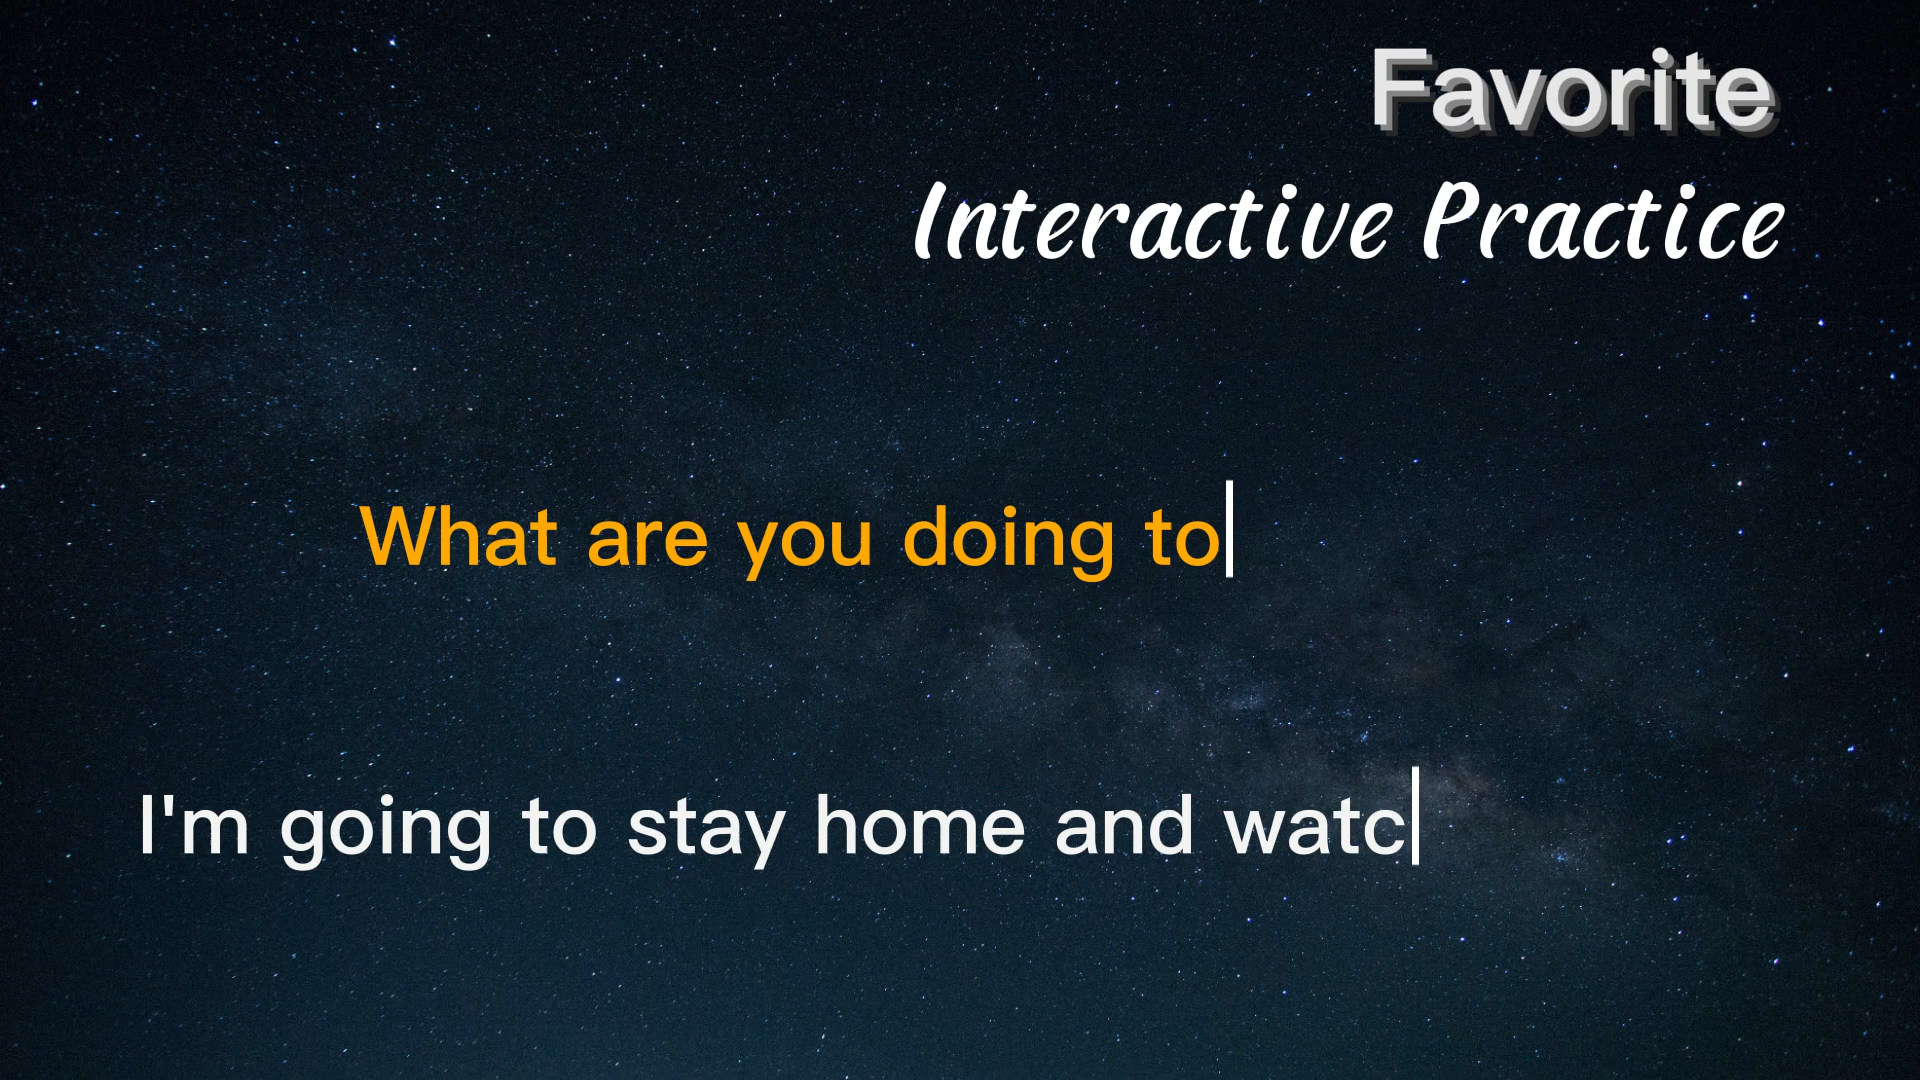 Favorite
Interactive Practice
What are you doing to
I'm going to stay home and watc